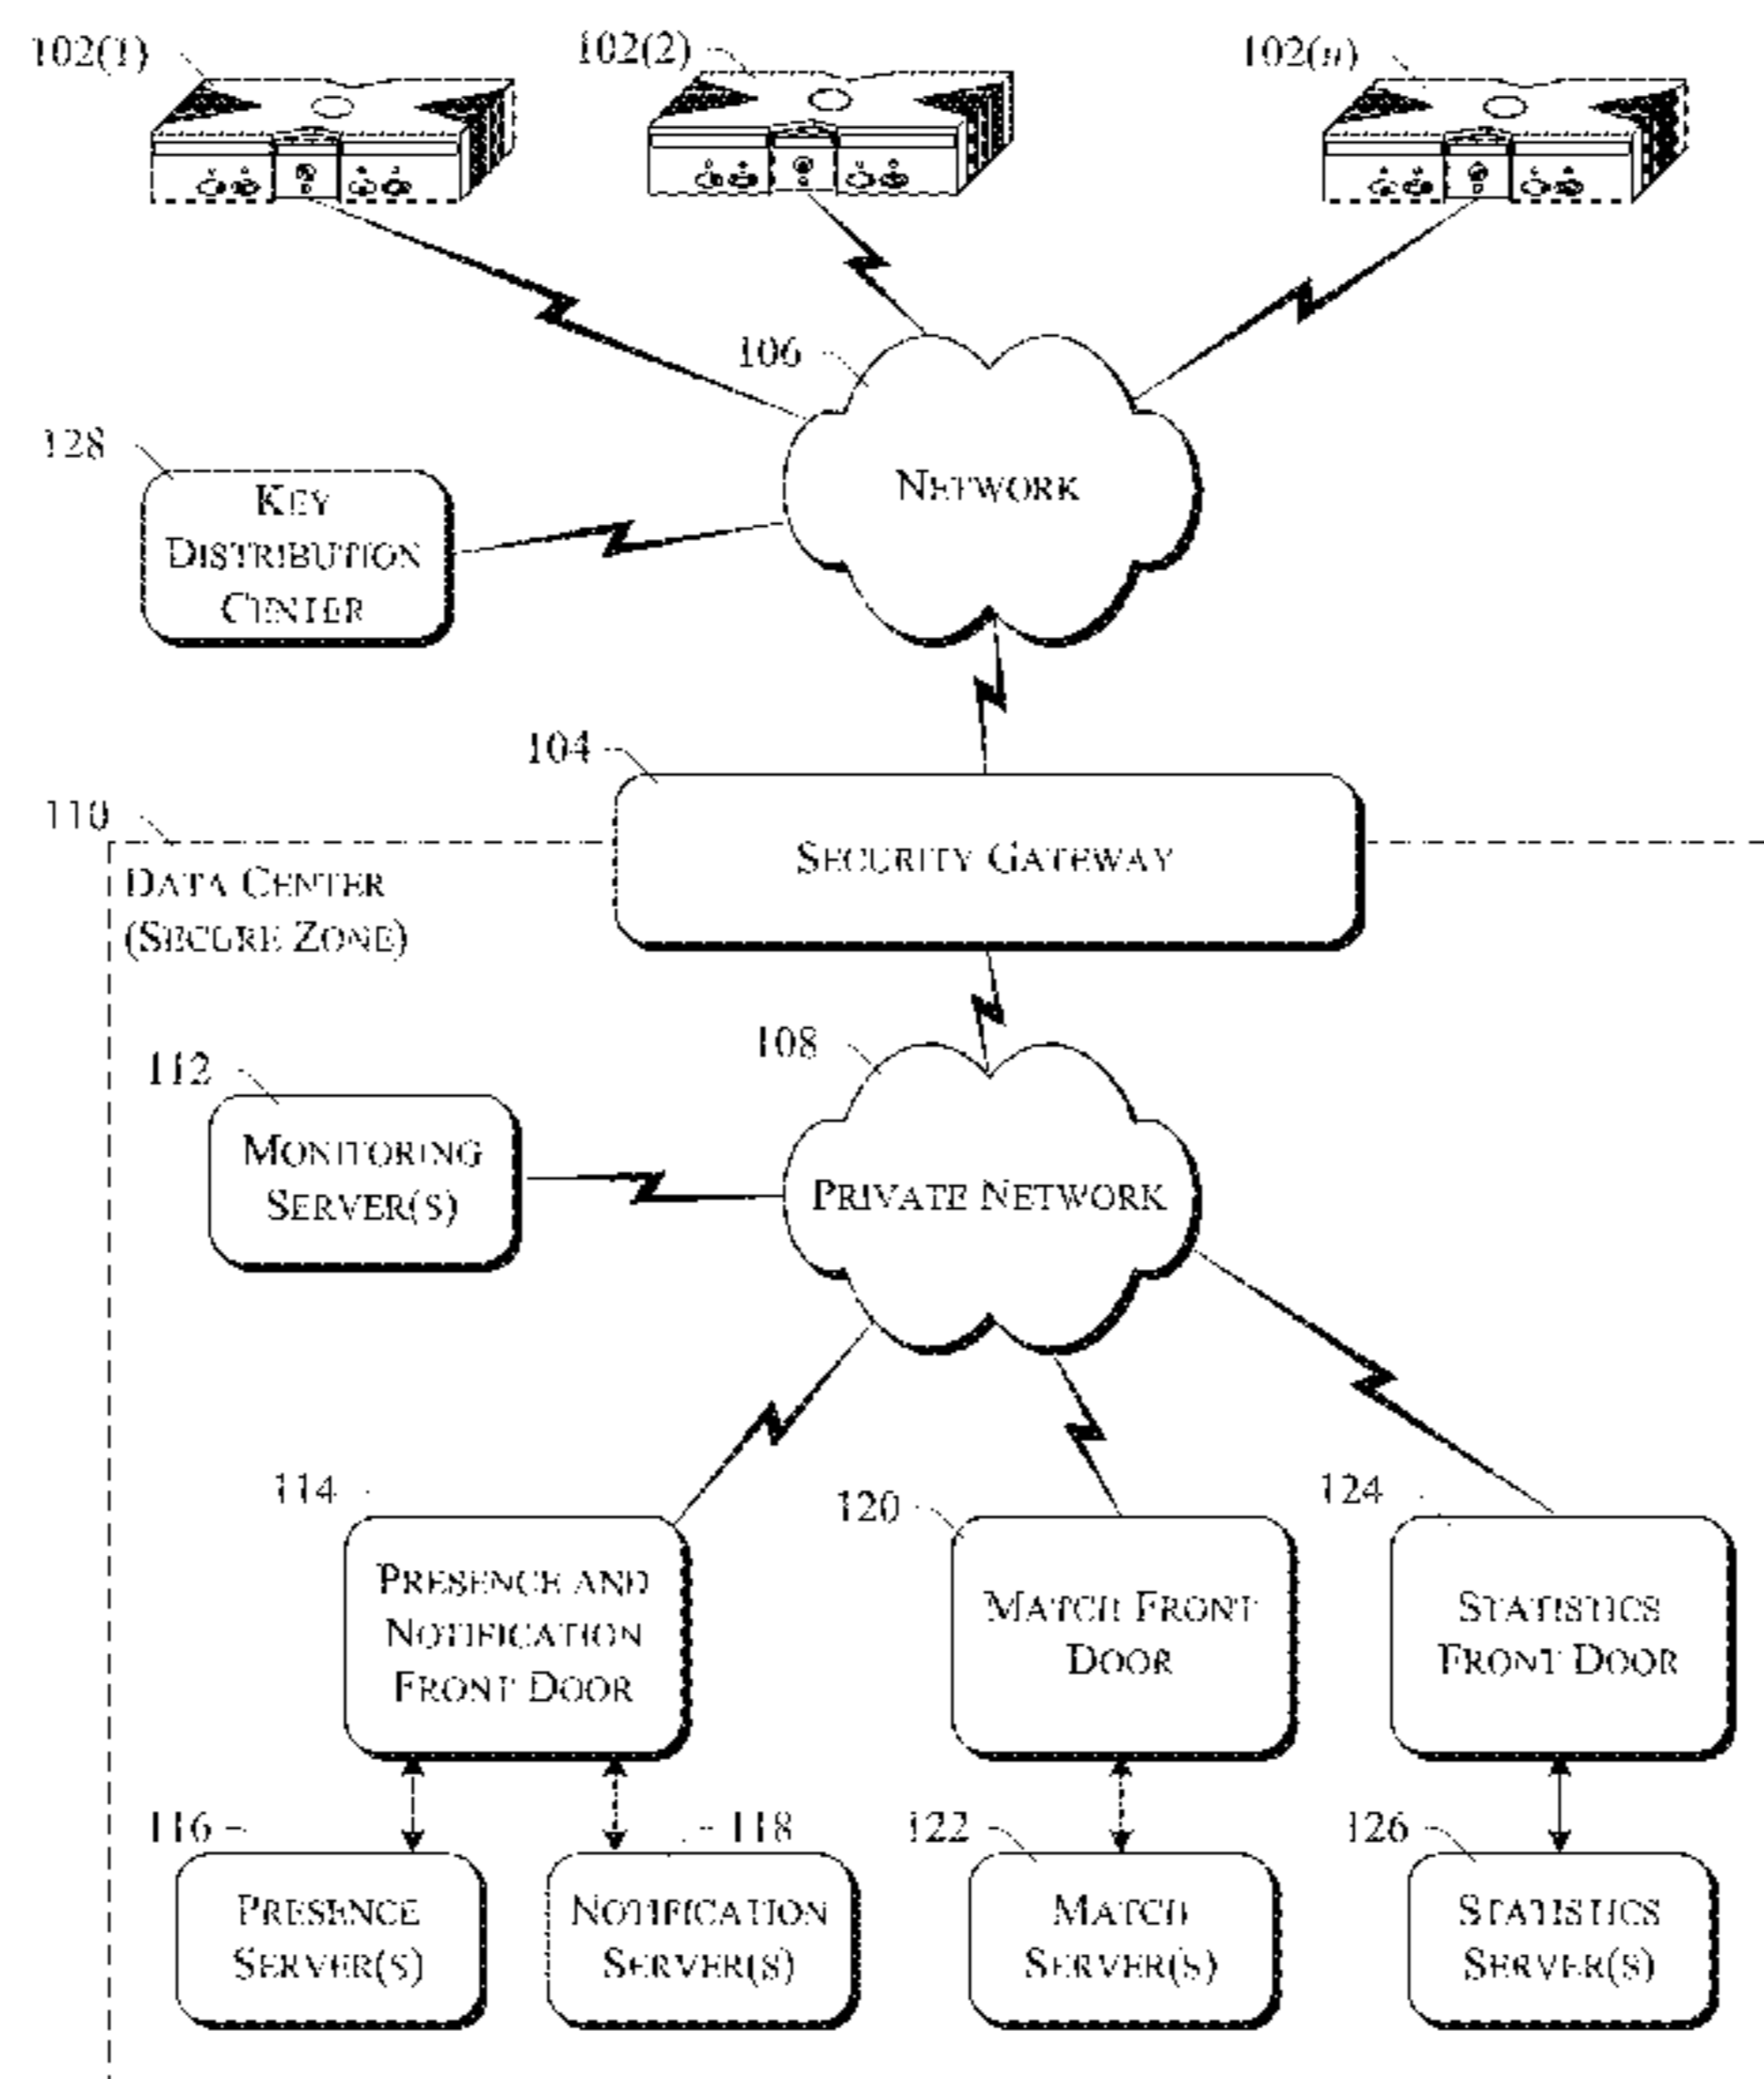 102(1)
102(2)
102(n)
106
128
NETWORK
KEY
DISTRIBUTION
CENTER
104
110
SECURITY GATEWAY
DATA CENTER
(SECURE ZONE)
108
112
MONITORING
SERVER(S)
PRIVATE NETWORK
114
120
124
PRESENCE AND
NOTIFICATION
FRONT DOOR
MATCH FRONT
DOOR
STATISTICS
FRONT DOOR
116
118
122
126
PRESENCE
SERVER(S)
NOTIFICATION
SERVER(S)
MATCH
SERVER(S)
STATISTICS
SERVER(S)